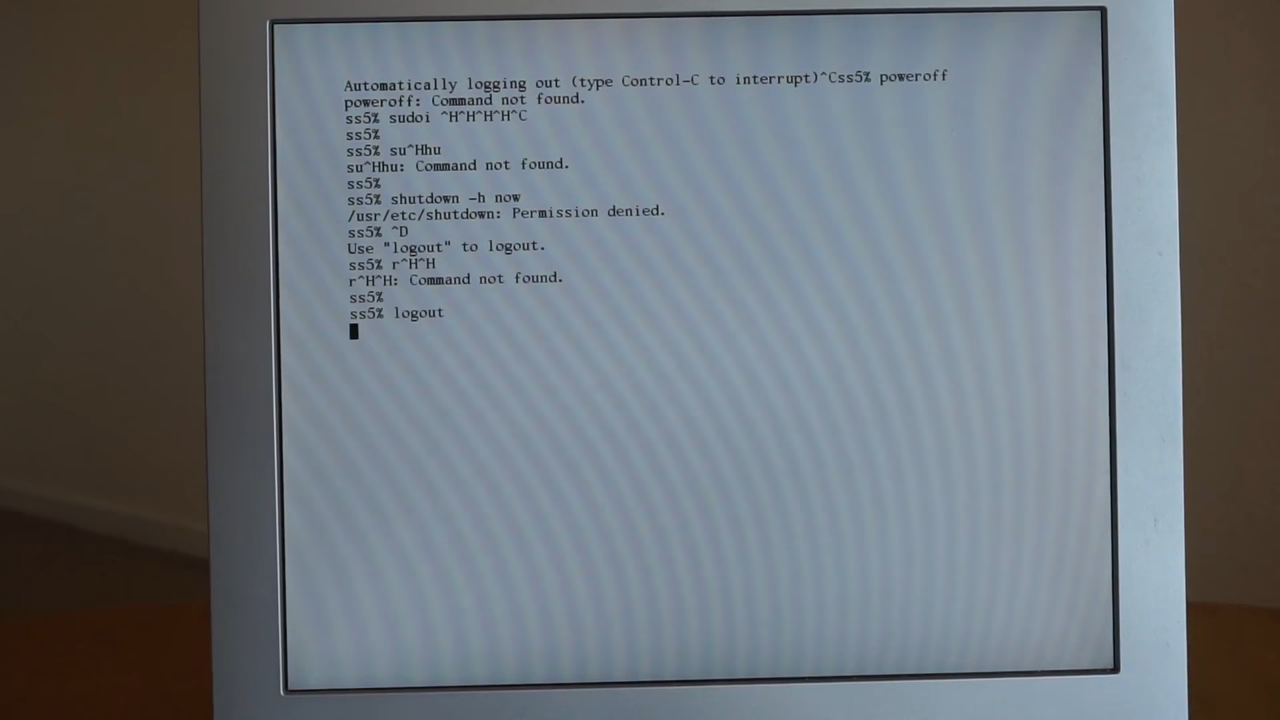 Automatically logging out (type Control-C to interrupt)^Css5% poweroff
poweroff: Command not found.
ss5% sudoi ^H^H^H^H^C
ss5%
ss5% su^Hhu
su^Hhu: Command not found.
ss5%
ss5% shutdown -h now
/usr/etc/shutdown: Permission denied.
ss5% ^D
Use "logout" to logout.
ss5% r^H^H
r^H^H: Command not found.
ss5%
ss5% logout